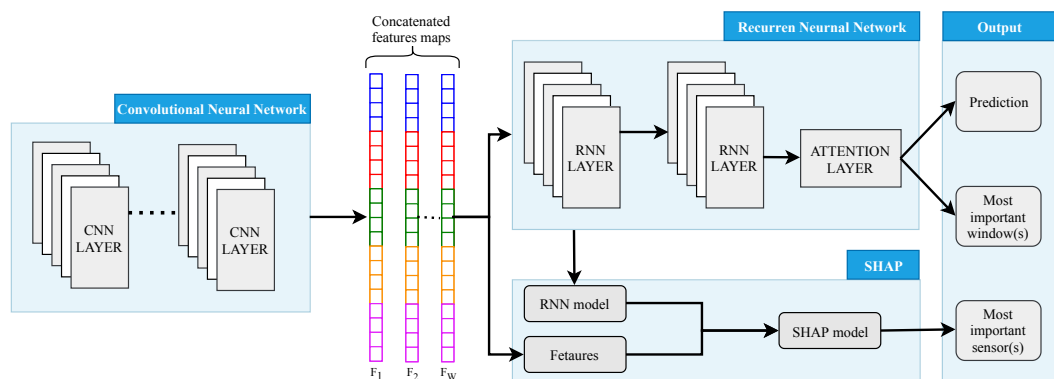 Concatenated
features maps
Convolutional Neural Network
CNN
LAYER
CNN
LAYER
F1
F2
FW
Recurren Neurnal Network
RNN
LAYER
RNN
LAYER
ATTENTION
LAYER
SHAP
RNN model
Fetaures
SHAP model
Output
Prediction
Most
important
window(s)
Most
important
sensor(s)